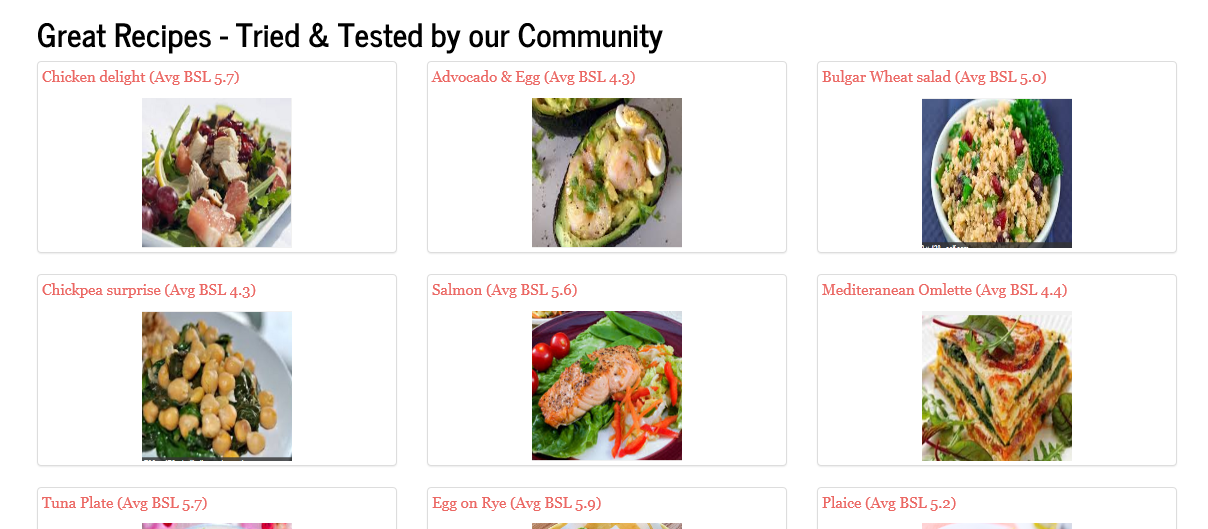 Great Recipes - Tried & Tested by our Community
Chicken delight (Avg BSL 5.7)
Advocado & Egg (Avg BSL 4.3)
Bulgar Wheat salad (Avg BSL 5.0)
Chickpea surprise (Avg BSL 4.3)
Salmon (Avg BSL 5.6)
Mediteranean Omlette (Avg BSL 4.4)
Tuna Plate (Avg BSL 5.7)
Egg on Rye (Avg BSL 5.9)
Plaice (Avg BSL 5.2)